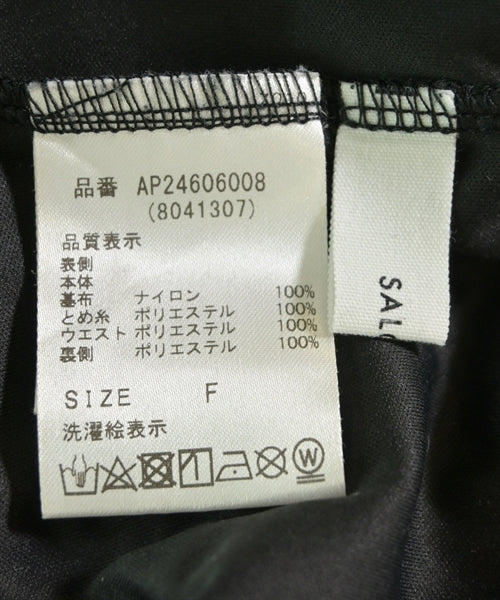 品番 AP24606008
(8041307)
品質表示
表側
本体
基布 ナイロン 100%
とめ糸 ポリエステル 100%
ウエスト ポリエステル 100%
裏側 ポリエステル 100%
SIZE F
洗濯絵表示
W
SAL